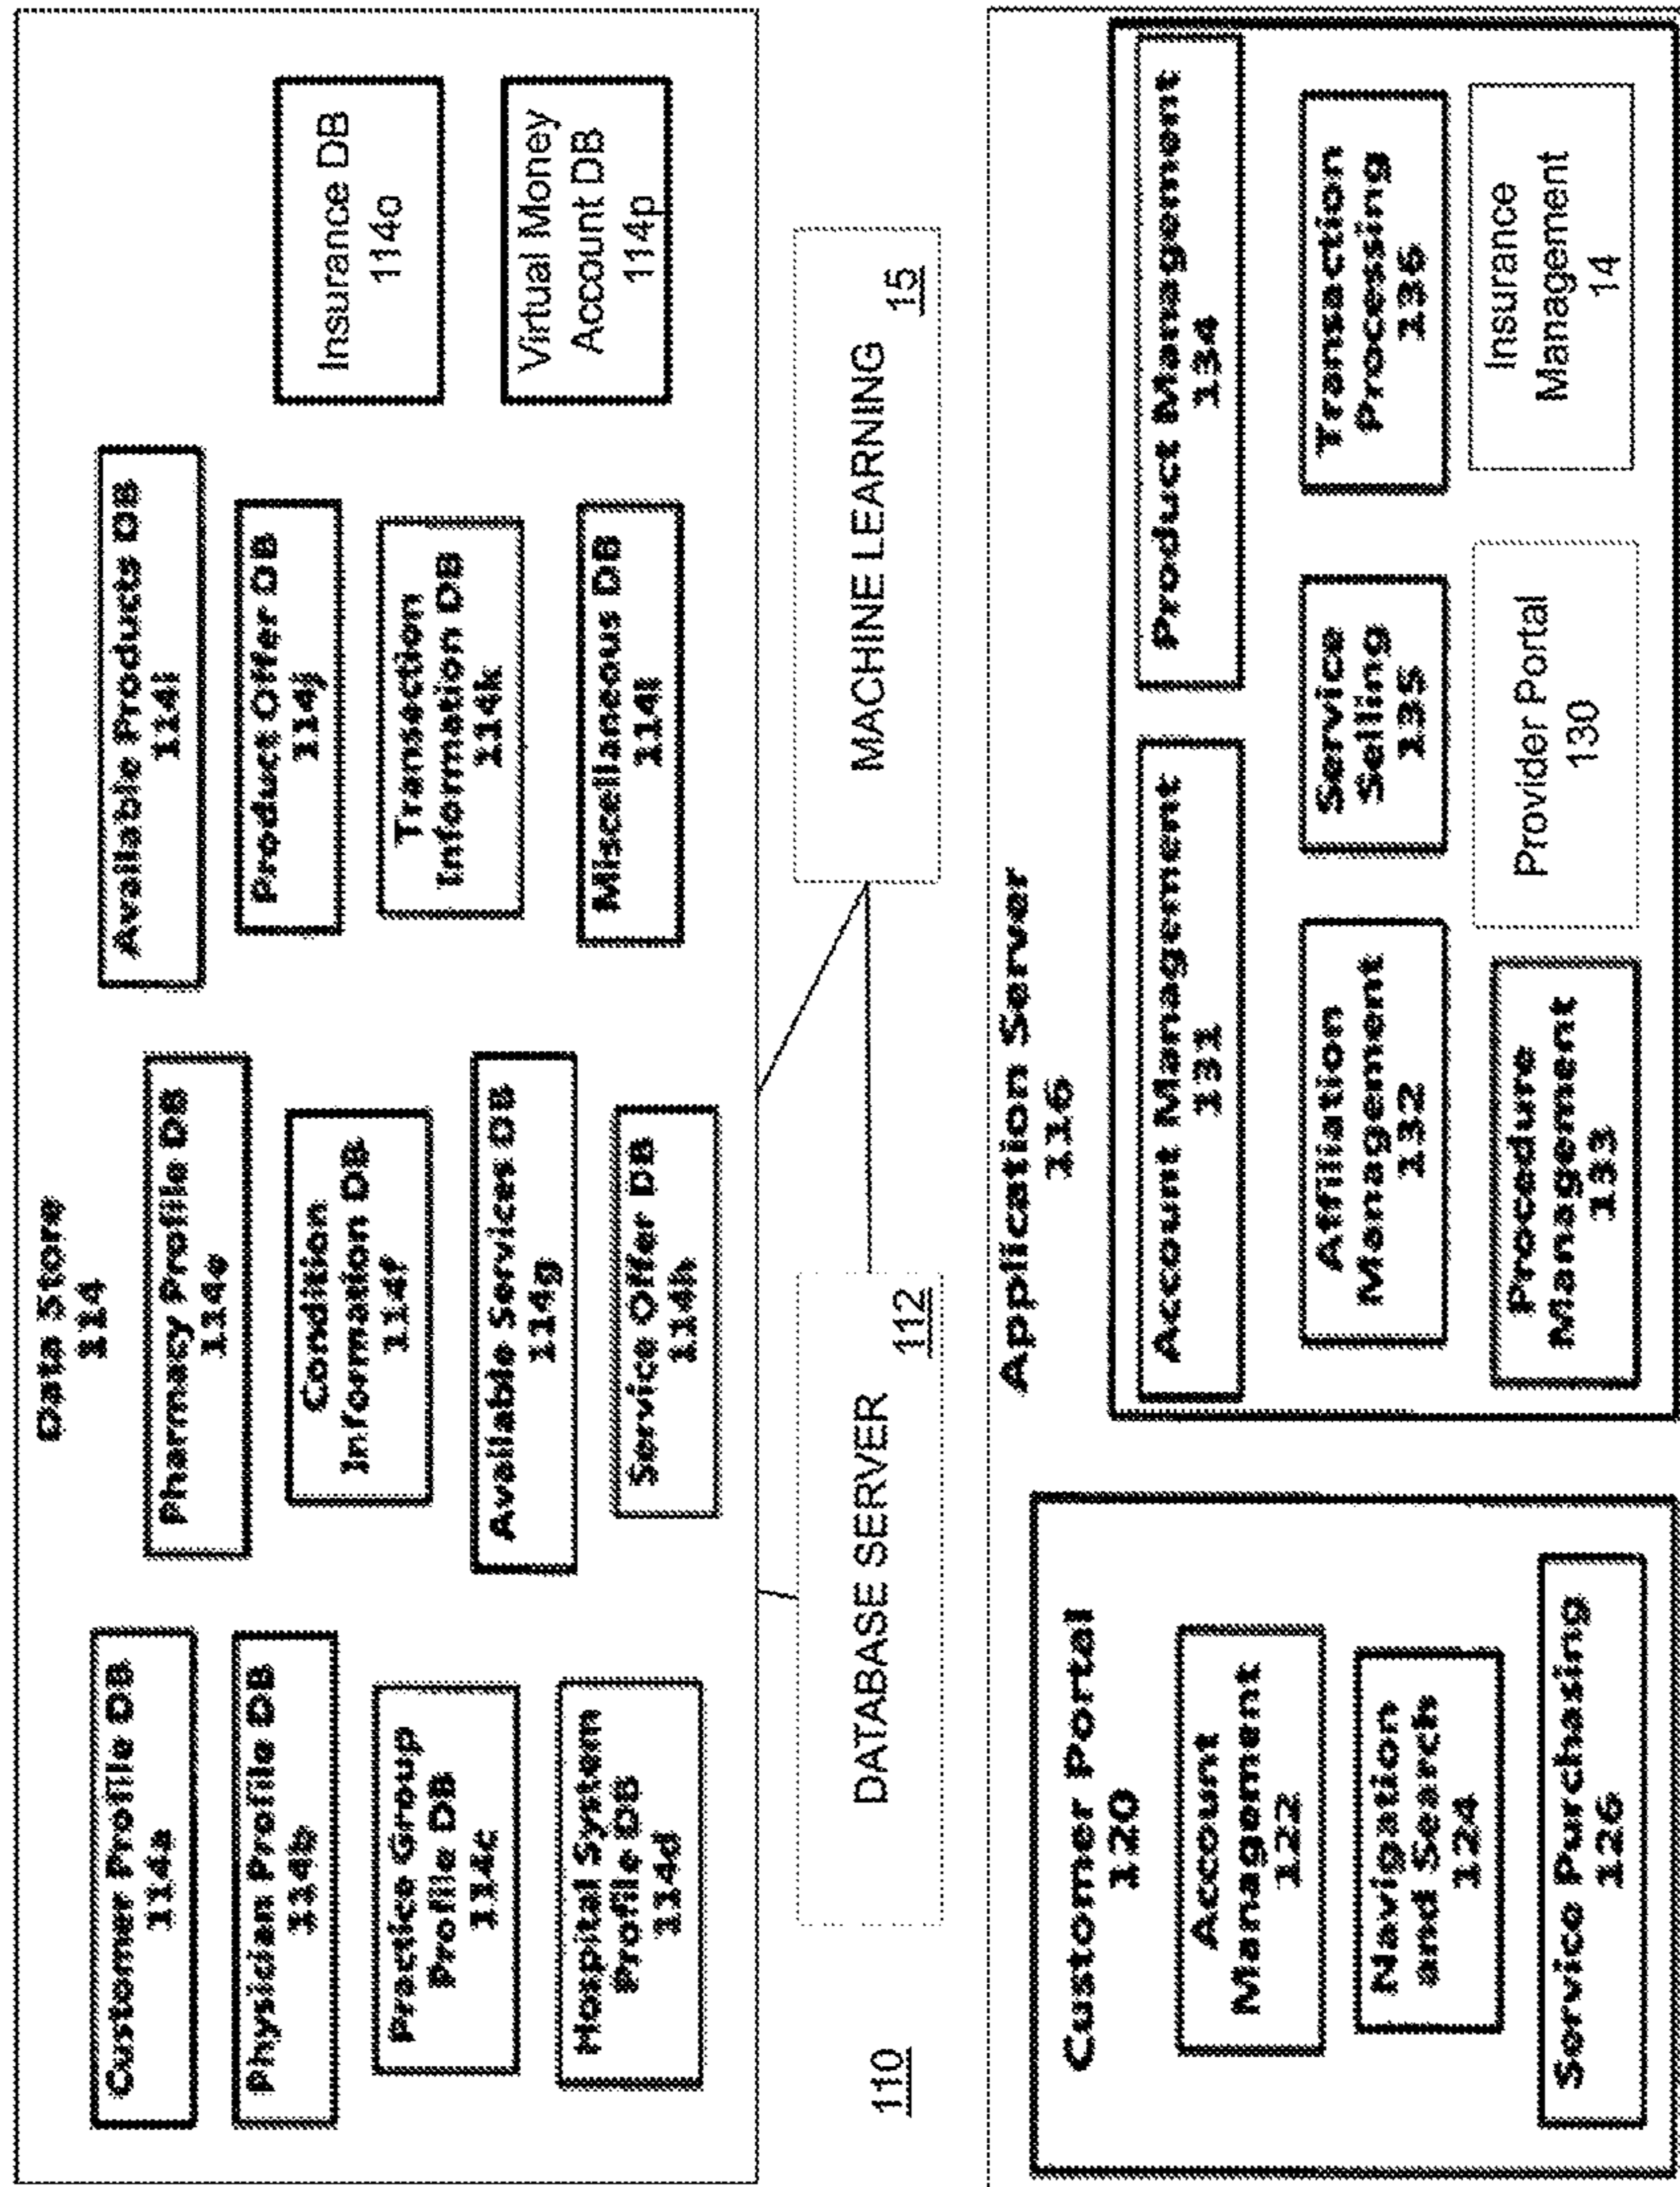 Data Store
114
Customer Profile DB
114a
Physician Profile DB
114b
Practice Group
Profile DB
114c
Hospital System
Profile DB
114d
Pharmacy Profile DB
114e
Condition
Information DB
114f
Available Services DB
114g
Service Offer DB
114h
Available Products DB
114i
Product Offer DB
114j
Transection
Information DB
114k
Miscellaneous DB
114l
Insurance DB
114o
Virtual Money
Account DB
114p
110
DATABASE SERVER
112
MACHINE LEARNING
15
Application Server
116
Customer Portal
120
Account
Management
122
Navigation
and Search
124
Service Purchasing
126
Account Management
131
Product Management
134
Affiliation
Management
132
Service
Selling
135
Transaction
Processing
136
Procedure
Management
133
Provider Portal
130
Insurance
Management
14